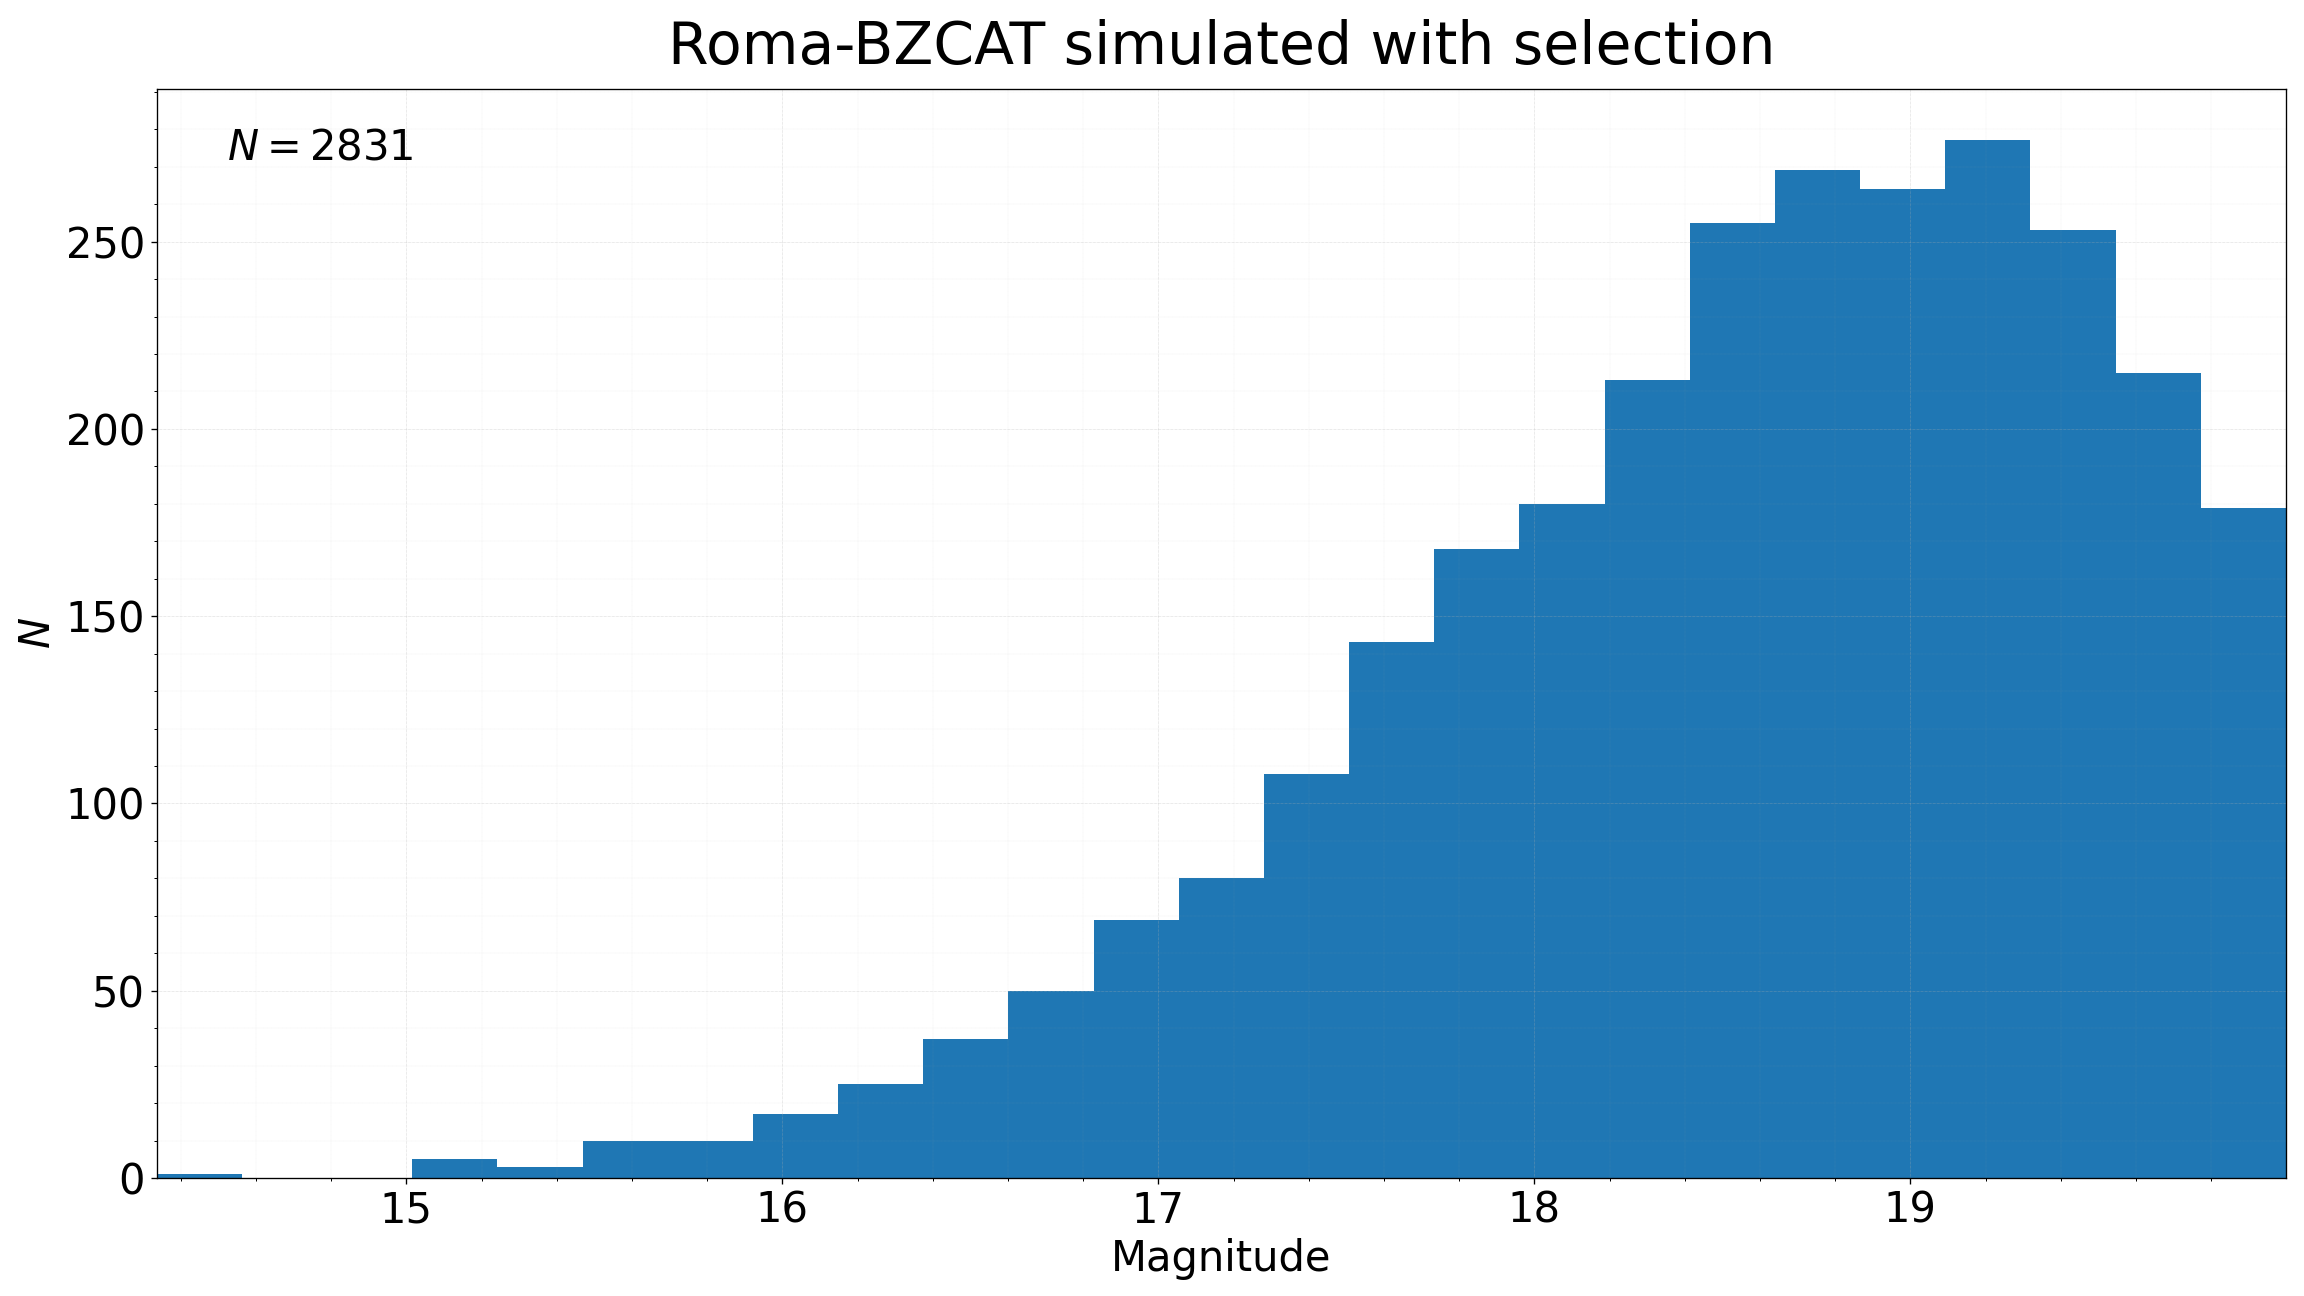 Roma-BZCAT simulated with selection
N = 2831
250
200
150
100
50
0
N
15 16 17 18 19
Magnitude